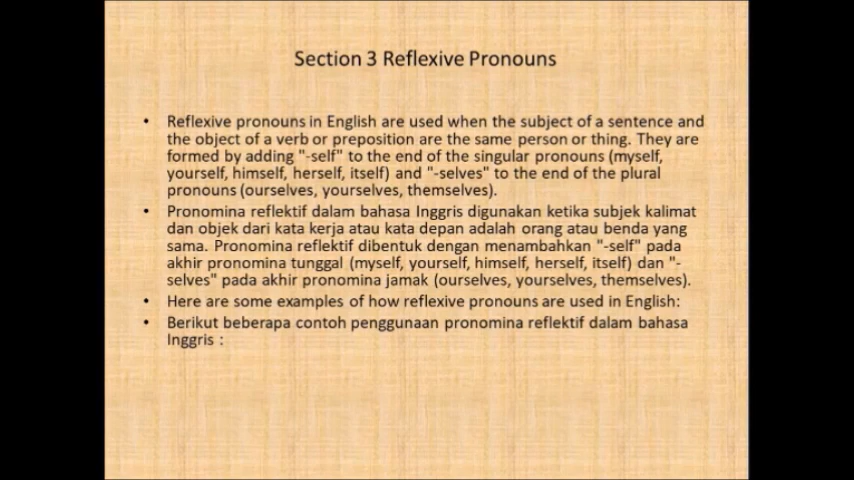 Section 3 Reflexive Pronouns
• Reflexive pronouns in English are used when the subject of a sentence and
the object of a verb or preposition are the same person or thing. They are
formed by adding "-self" to the end of the singular pronouns (myself,
yourself, himself, herself, itself) and "-selves" to the end of the plural
pronouns (ourselves, yourselves, themselves).
• Pronomina reflektif dalam bahasa Inggris digunakan ketika subjek kalimat
dan objek dari kata kerja atau kata depan adalah orang atau benda yang
sama. Pronomina reflektif dibentuk dengan menambahkan "-self" pada
akhir pronomina tunggal (myself, yourself, himself, herself, itself) dan "-
selves" pada akhir pronomina jamak (ourselves, yourselves, themselves).
• Here are some examples of how reflexive pronouns are used in English:
• Berikut beberapa contoh penggunaan pronomina reflektif dalam bahasa
Inggris :